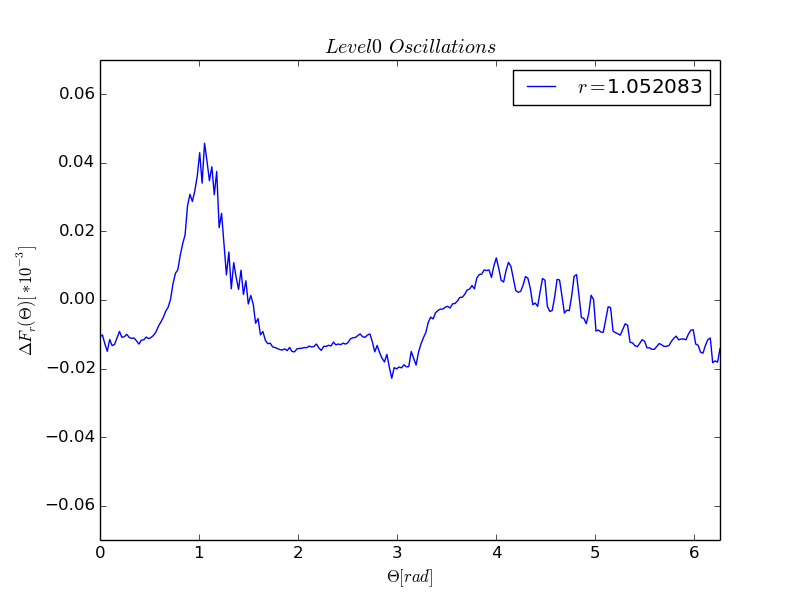 Level0 Oscillations
r=1.052083
0.06
0.04
0.02
0.00
−0.02
−0.04
−0.06
ΔF_r(Θ)[∗10^{−3}]
0 1 2 3 4 5 6
Θ[rad]